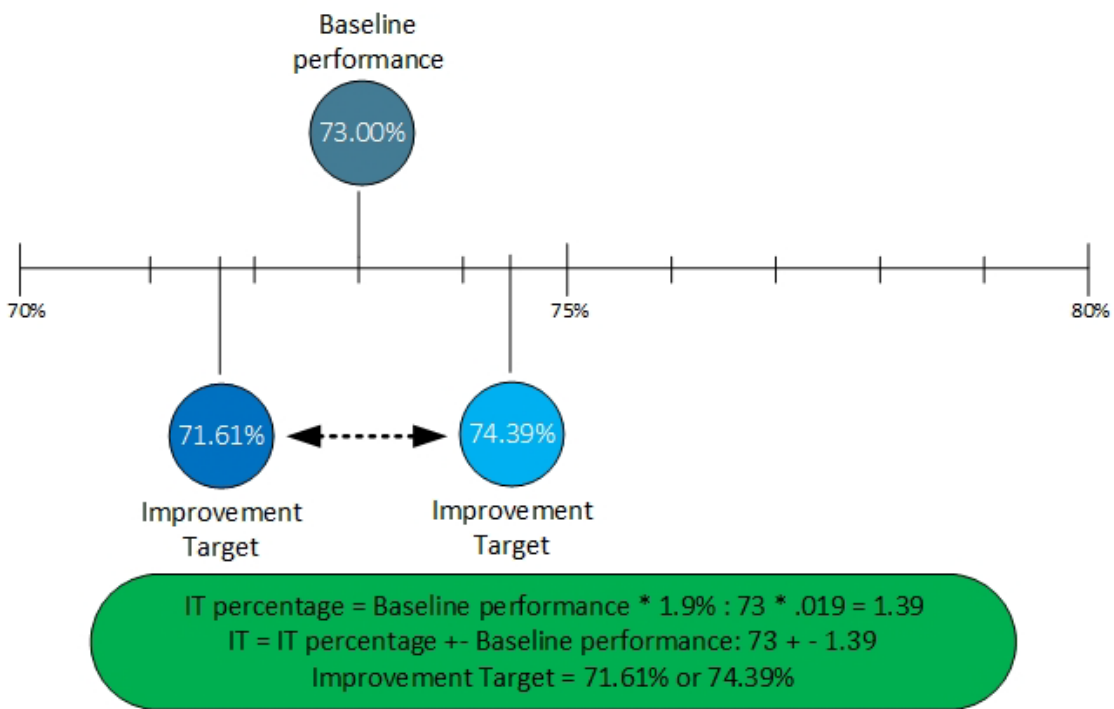 Baseline
performance
73.00%
70%
75%
80%
71.61%
74.39%
Improvement
Target
Improvement
Target
IT percentage = Baseline performance * 1.9% : 73 * .019 = 1.39
IT = IT percentage +- Baseline performance: 73 + - 1.39
Improvement Target = 71.61% or 74.39%